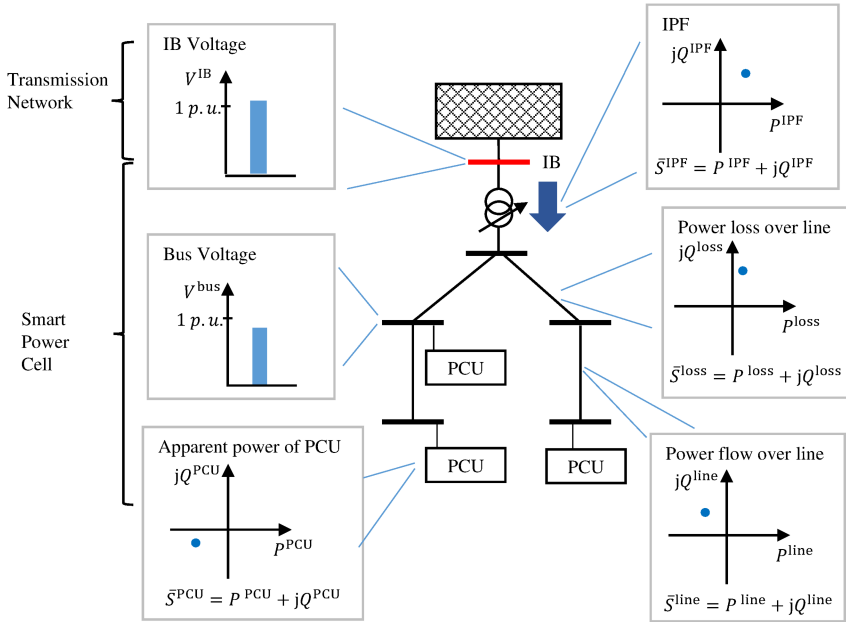 Transmission
Network
Smart
Power
Cell
IB Voltage
V^IB
1 p.u.
Bus Voltage
V^bus
1 p.u.
Apparent power of PCU
jQ^PCU
P^PCU
S̄^PCU = P^PCU + jQ^PCU
IB
PCU
PCU
PCU
IPF
jQ^IPF
P^IPF
S̄^IPF = P^IPF + jQ^IPF
Power loss over line
jQ^loss
P^loss
S̄^loss = P^loss + jQ^loss
Power flow over line
jQ^line
P^line
S̄^line = P^line + jQ^line